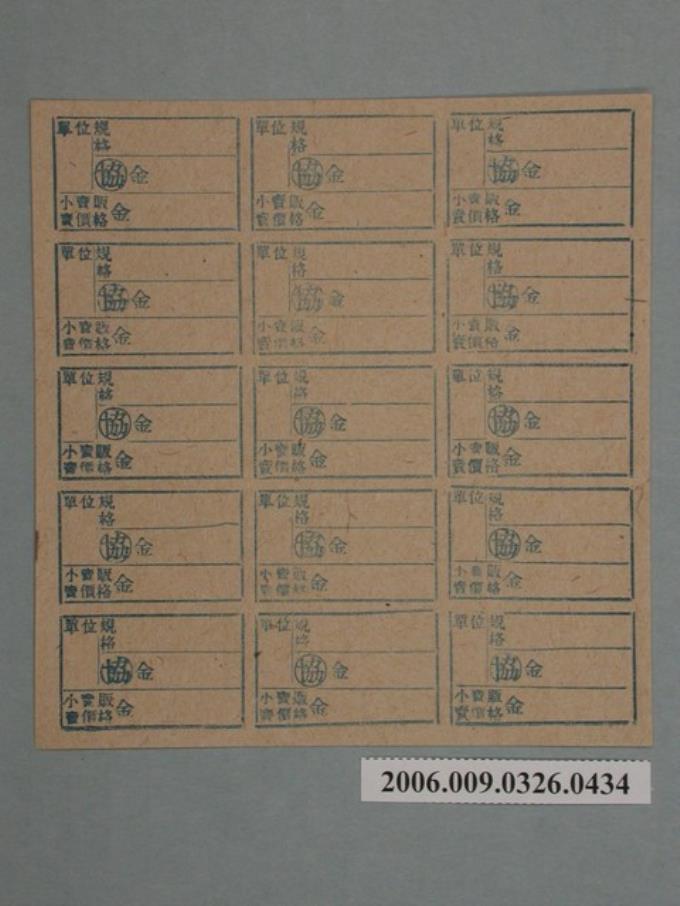 單位規
格
協金
小賣販
賣價格金
單位規
格
協金
小賣販
賣價格金
單位規
格
協金
小賣販
賣價格金
單位規
格
協金
小賣販
賣價格金
單位規
格
協金
小賣販
賣價格金
單位規
格
協金
小賣販
賣價格金
單位規
格
協金
小賣販
賣價格金
單位規
格
協金
小賣販
賣價格金
單位規
格
協金
小賣販
賣價格金
單位規
格
協金
小賣販
賣價格金
單位規
格
協金
小賣販
賣價格金
單位規
格
協金
小賣販
賣價格金
單位規
格
協金
小賣販
賣價格金
單位規
格
協金
小賣販
賣價格金
單位規
格
協金
小賣販
賣價格金
2006.009.0326.0434